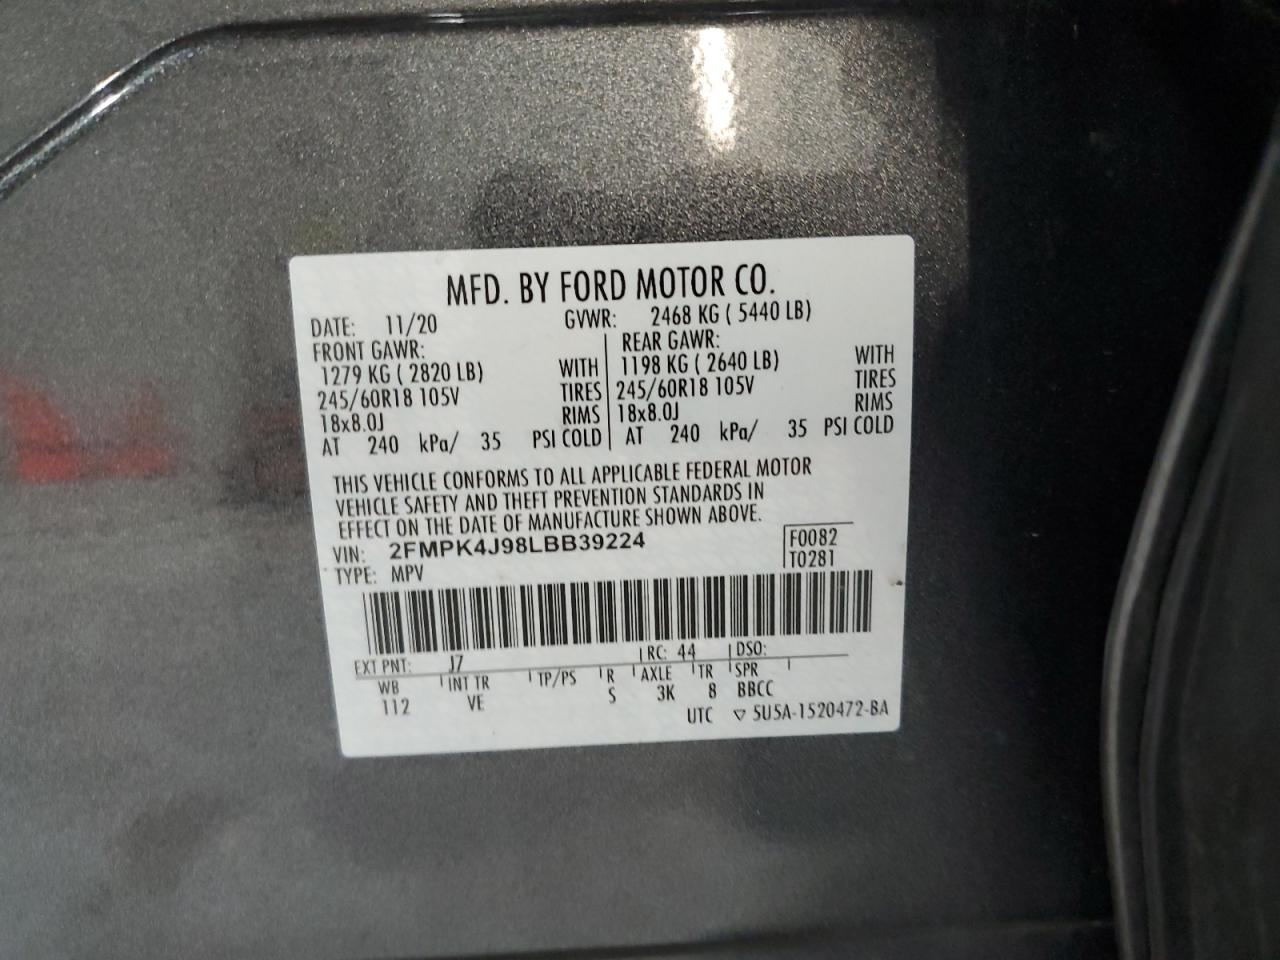 MFD. BY FORD MOTOR CO.
DATE: 11/20 GVWR: 2468 KG ( 5440 LB)
FRONT GAWR: REAR GAWR:
1279 KG ( 2820 LB) WITH 1198 KG ( 2640 LB) WITH
245/60R18 105V TIRES 245/60R18 105V TIRES
18x8.0J RIMS 18x8.0J RIMS
AT 240 kPa/ 35 PSI COLD AT 240 kPa/ 35 PSI COLD
THIS VEHICLE CONFORMS TO ALL APPLICABLE FEDERAL MOTOR
VEHICLE SAFETY AND THEFT PREVENTION STANDARDS IN
EFFECT ON THE DATE OF MANUFACTURE SHOWN ABOVE.
VIN: 2FMPK4J98LBB39224 F0082
TYPE: MPV T0281
EXT PNT: J7 RC: 44 DSO:
WB INT TR TP/PS R AXLE TR SPR
112 VE S 3K 8 BBCC
UTC ▽ 5U5A-1520472-BA